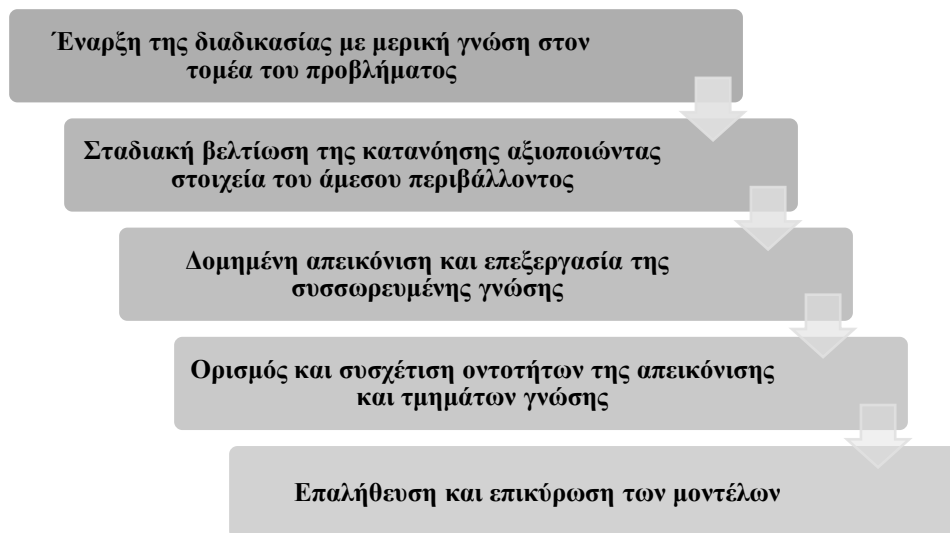 Έναρξη της διαδικασίας με μερική γνώση στον
τομέα του προβλήματος
Σταδιακή βελτίωση της κατανόησης αξιοποιώντας
στοιχεία του άμεσου περιβάλλοντος
Δομημένη απεικόνιση και επεξεργασία της
συσσωρευμένης γνώσης
Ορισμός και συσχέτιση οντοτήτων της απεικόνισης
και τμημάτων γνώσης
Επαλήθευση και επικύρωση των μοντέλων